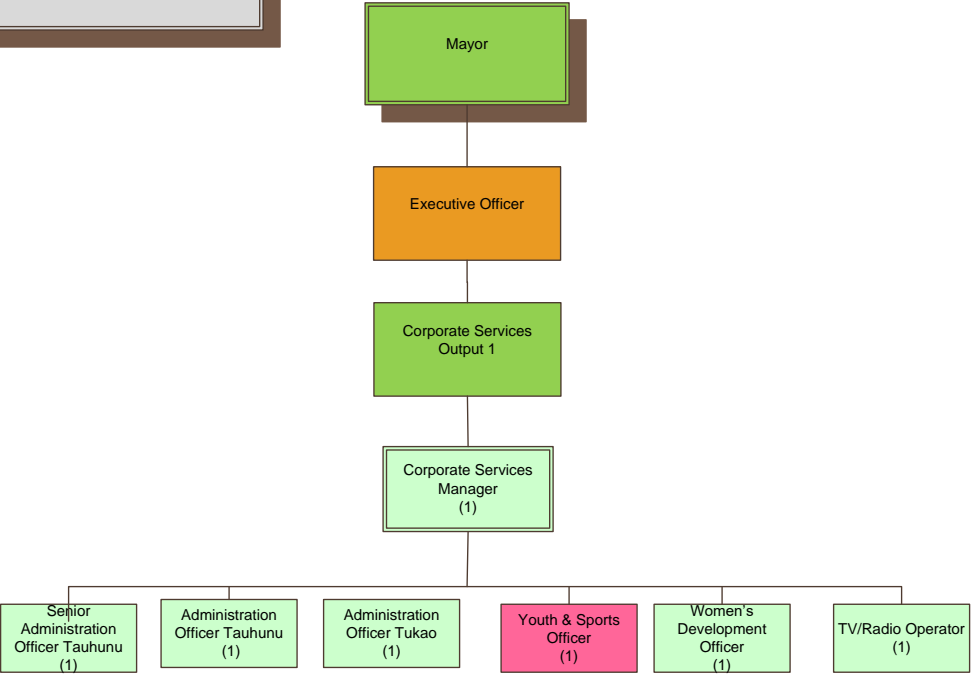 Mayor
Executive Officer
Corporate Services
Output 1
Corporate Services
Manager
(1)
Senior
Administration
Officer Tauhunu
(1)
Administration
Officer Tauhunu
(1)
Administration
Officer Tukao
(1)
Youth & Sports
Officer
(1)
Women's
Development
Officer
(1)
TV/Radio Operator
(1)